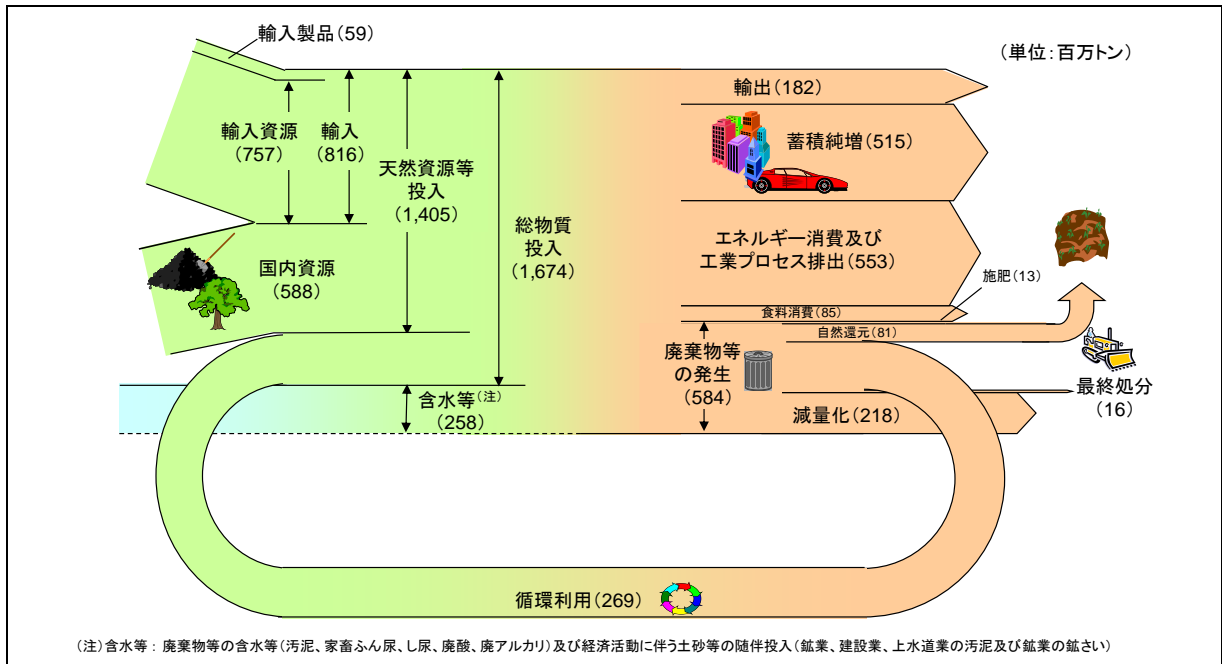 輸入製品(59)
(単位:百万トン)
輸出(182)
輸入資源
(757)
輸入
(816)
天然資源等
投入
(1,405)
総物質
投入
(1,674)
蓄積純増(515)
国内資源
(588)
エネルギー消費及び
工業プロセス排出(553)
施肥(13)
食料消費(85)
自然還元(81)
廃棄物等
の発生
(584)
含水等(注)
(258)
減量化(218)
最終処分
(16)
循環利用(269)
(注)含水等:廃棄物等の含水等(汚泥、家畜ふん尿、し尿、廃酸、廃アルカリ)及び経済活動に伴う土砂等の随伴投入(鉱業、建設業、上水道業の汚泥及び鉱業の鉱さい)